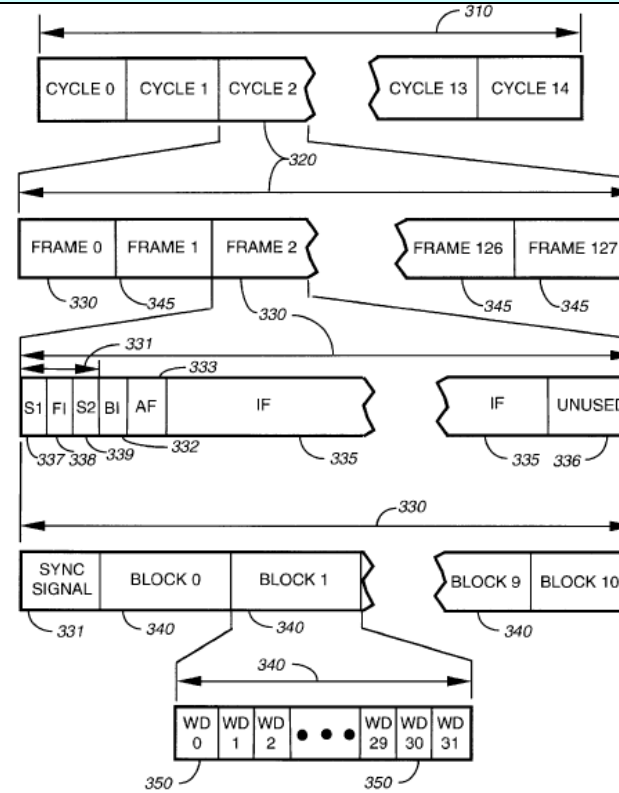 310
CYCLE 0 CYCLE 1 CYCLE 2 CYCLE 13 CYCLE 14
320
FRAME 0 FRAME 1 FRAME 2 FRAME 126 FRAME 127
330 345 330 345 345
331 333
S1 FI S2 BI AF IF IF UNUSED
337 338 339 332 335 335 336
330
SYNC SIGNAL BLOCK 0 BLOCK 1 BLOCK 9 BLOCK 10
331 340 340 340
340
WD 0 WD 1 WD 2 WD 29 WD 30 WD 31
350 350